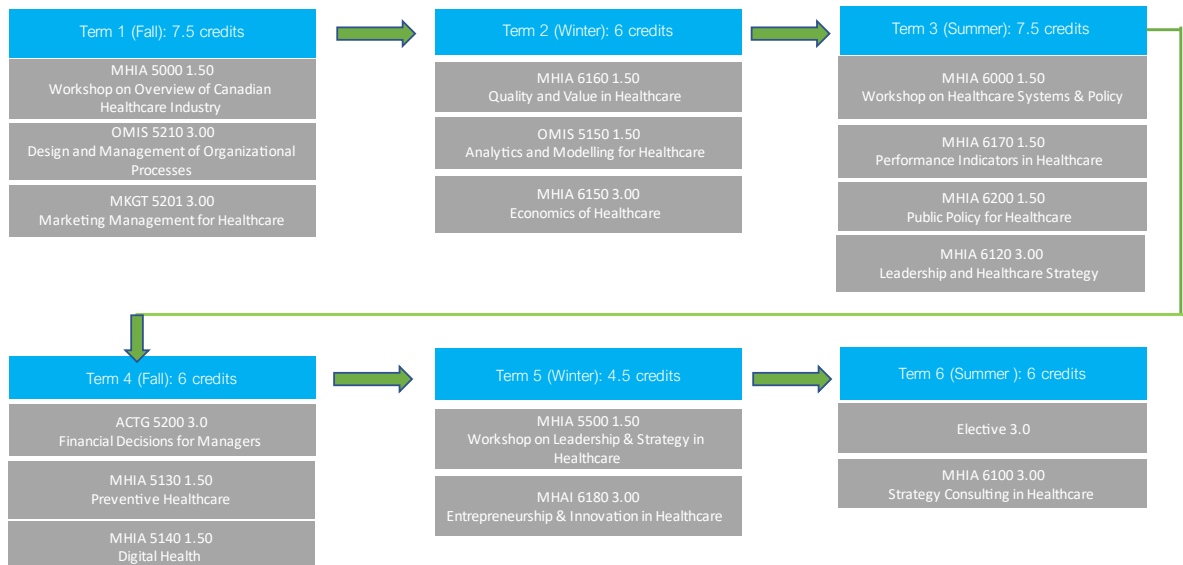 Term 1 (Fall): 7.5 credits
MHIA 5000 1.50
Workshop on Overview of Canadian
Healthcare Industry
OMIS 5210 3.00
Design and Management of Organizational
Processes
MKGT 5201 3.00
Marketing Management for Healthcare
Term 2 (Winter): 6 credits
MHIA 6160 1.50
Quality and Value in Healthcare
OMIS 5150 1.50
Analytics and Modelling for Healthcare
MHIA 6150 3.00
Economics of Healthcare
Term 3 (Summer): 7.5 credits
MHIA 6000 1.50
Workshop on Healthcare Systems & Policy
MHIA 6170 1.50
Performance Indicators in Healthcare
MHIA 6200 1.50
Public Policy for Healthcare
MHIA 6120 3.00
Leadership and Healthcare Strategy
Term 4 (Fall): 6 credits
ACTG 5200 3.0
Financial Decisions for Managers
MHIA 5130 1.50
Preventive Healthcare
MHIA 5140 1.50
Digital Health
Term 5 (Winter): 4.5 credits
MHIA 5500 1.50
Workshop on Leadership & Strategy in
Healthcare
MHAI 6180 3.00
Entrepreneurship & Innovation in Healthcare
Term 6 (Summer ): 6 credits
Elective 3.0
MHIA 6100 3.00
Strategy Consulting in Healthcare